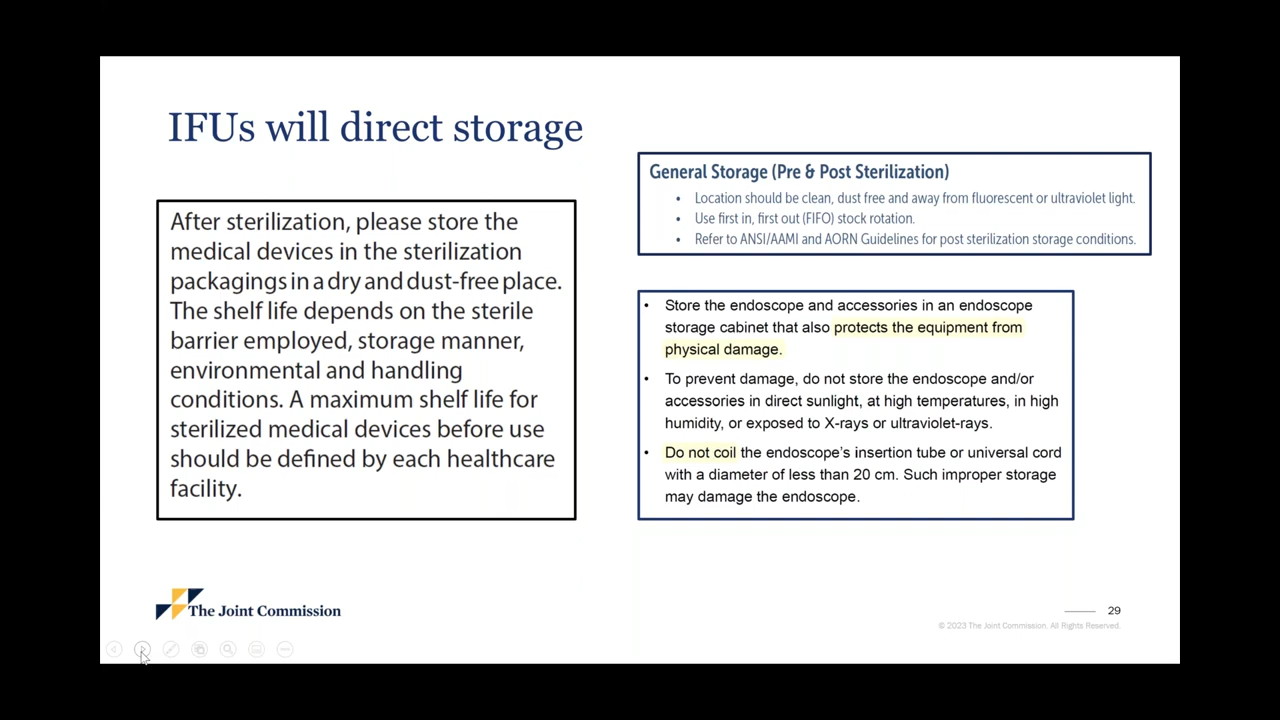 IFUs will direct storage
After sterilization, please store the
medical devices in the sterilization
packagings in a dry and dust-free place.
The shelf life depends on the sterile
barrier employed, storage manner,
environmental and handling
conditions. A maximum shelf life for
sterilized medical devices before use
should be defined by each healthcare
facility.
General Storage (Pre & Post Sterilization)
• Location should be clean, dust free and away from fluorescent or ultraviolet light.
• Use first in, first out (FIFO) stock rotation.
• Refer to ANSI/AAMI and AORN Guidelines for post sterilization storage conditions.
• Store the endoscope and accessories in an endoscope
storage cabinet that also protects the equipment from
physical damage.
• To prevent damage, do not store the endoscope and/or
accessories in direct sunlight, at high temperatures, in high
humidity, or exposed to X-rays or ultraviolet-rays.
• Do not coil the endoscope's insertion tube or universal cord
with a diameter of less than 20 cm. Such improper storage
may damage the endoscope.
The Joint Commission
29
© 2023 The Joint Commission. All Rights Reserved.